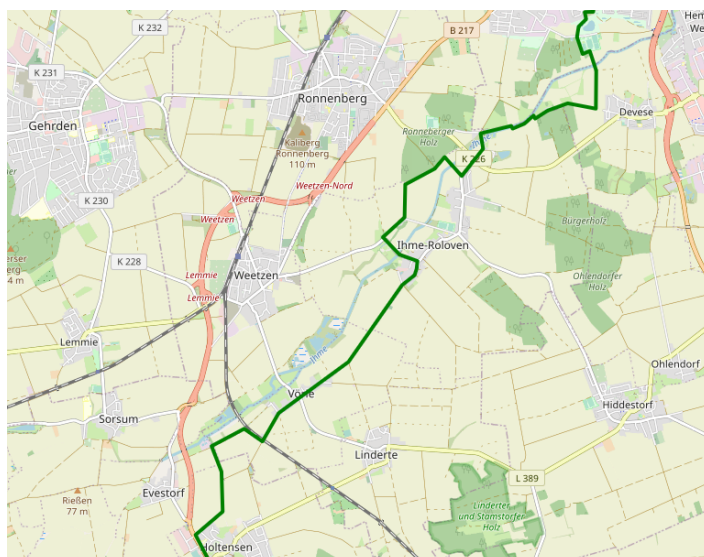 K 232
B 217
K 231
Ronnenberg
Gehrden
Devese
Kaliberg
Ronnenberg
110 m
Ronneberger
Holz
K 226
Weetzen-Nord
Weetzen
Weetzen
K 230
Bürgerholz
Ihme-Roloven
K 228
Lemmie
Lemmie
Weetzen
Ohlendorfer
Holz
Lemmie
Ihme
Ohlendorf
Vörie
Hiddestorf
Sorsum
Linderte
L 389
Rießen
77 m
Evestorf
Linderter
und Stamstorfer
Holz
Holtensen